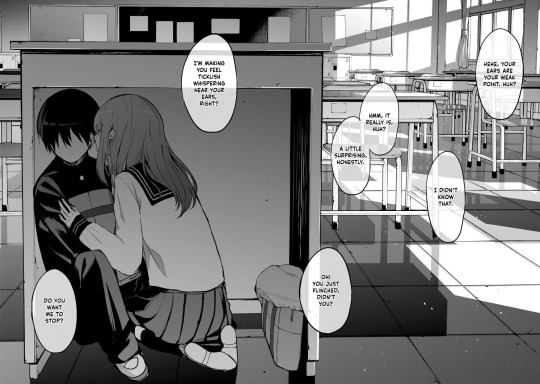 HEHE, YOUR
EARS ARE
YOUR WEAK
POINT, HUH?
HMM, IT
REALLY IS,
HUH?
A LITTLE
SURPRISING,
HONESTLY.
I DIDN'T
KNOW
THAT.
I'M MAKING
YOU FEEL
TICKLISH
WHISPERING
NEAR YOUR
EARS,
RIGHT?
OH!
YOU JUST
FLINCHED,
DIDN'T
YOU?
DO YOU
WANT
ME TO
STOP?